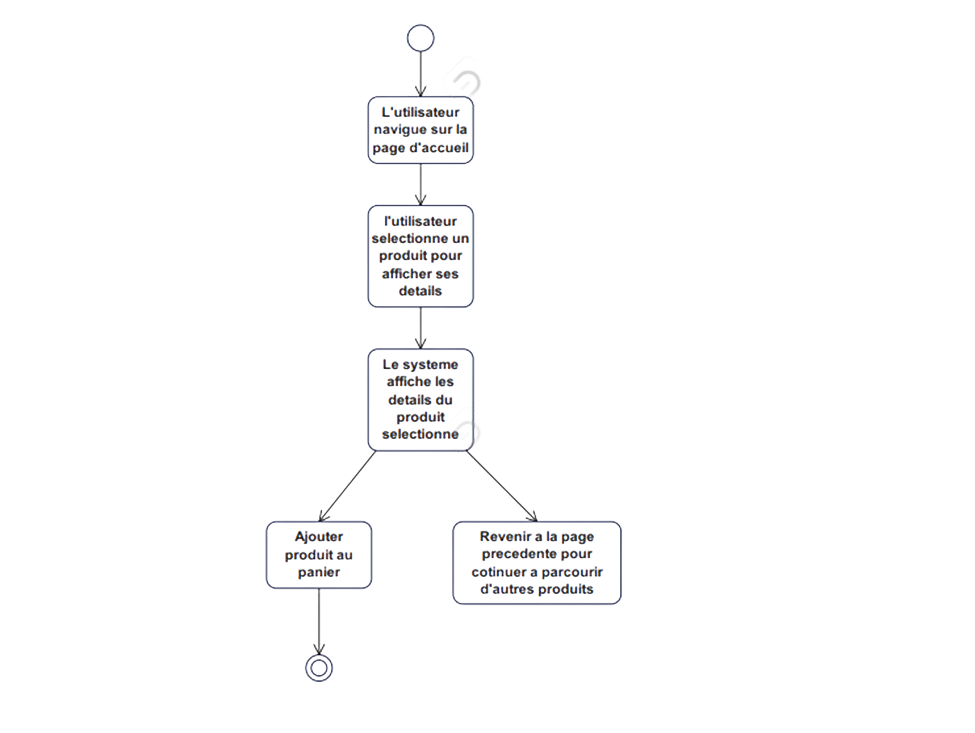 L'utilisateur
navigue sur la
page d'accueil
l'utilisateur
selectionne un
produit pour
afficher ses
details
Le systeme
affiche les
details du
produit
selectionne
Ajouter
produit au
panier
Revenir a la page
precedente pour
cotinuer a parcourir
d'autres produits